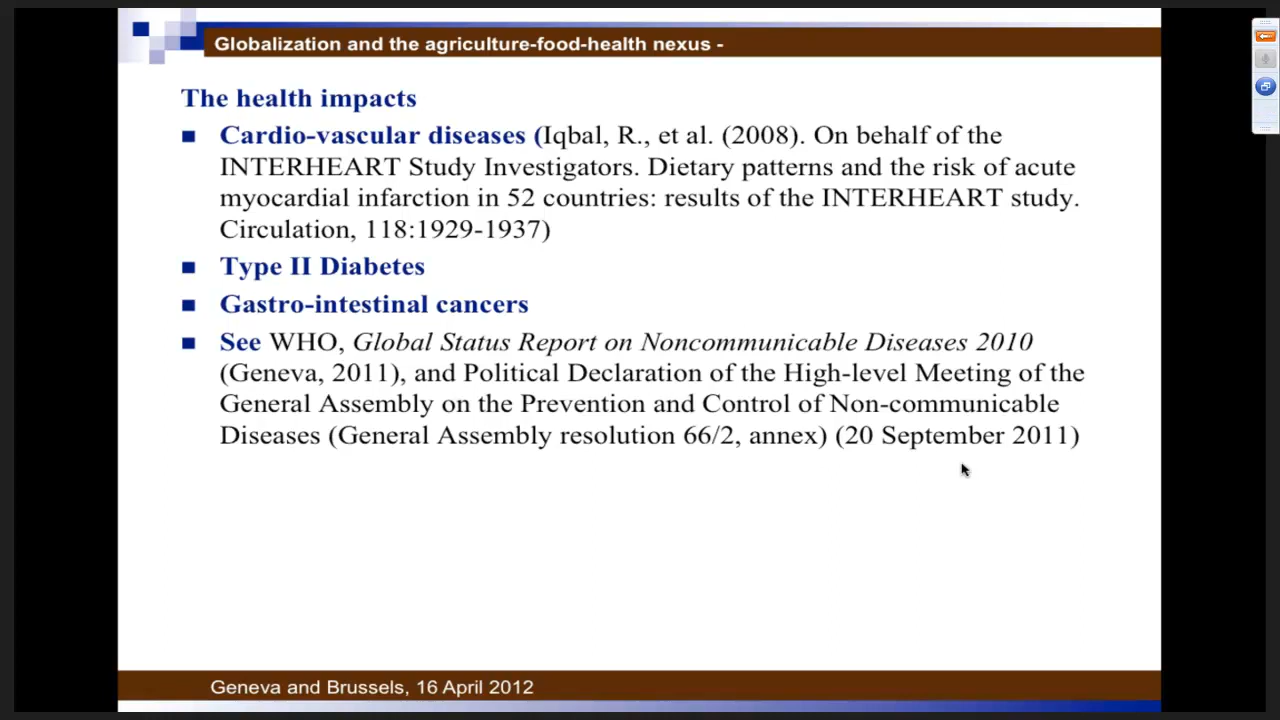 Globalization and the agriculture-food-health nexus -
The health impacts
Cardio-vascular diseases (Iqbal, R., et al. (2008). On behalf of the
INTERHEART Study Investigators. Dietary patterns and the risk of acute
myocardial infarction in 52 countries: results of the INTERHEART study.
Circulation, 118:1929-1937)
Type II Diabetes
Gastro-intestinal cancers
See WHO, Global Status Report on Noncommunicable Diseases 2010
(Geneva, 2011), and Political Declaration of the High-level Meeting of the
General Assembly on the Prevention and Control of Non-communicable
Diseases (General Assembly resolution 66/2, annex) (20 September 2011)
Geneva and Brussels, 16 April 2012